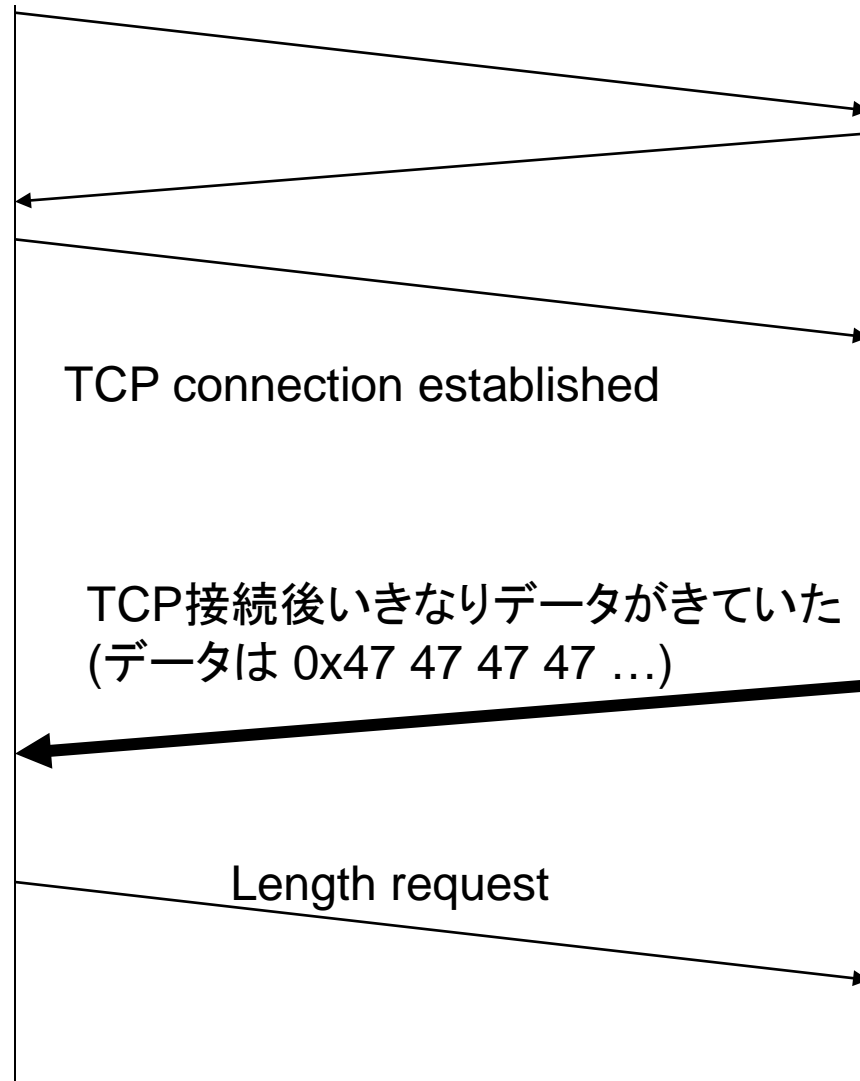 TCP connection established
TCP接続後いきなりデータがきていた
(データは 0x47 47 47 47 …)
Length request